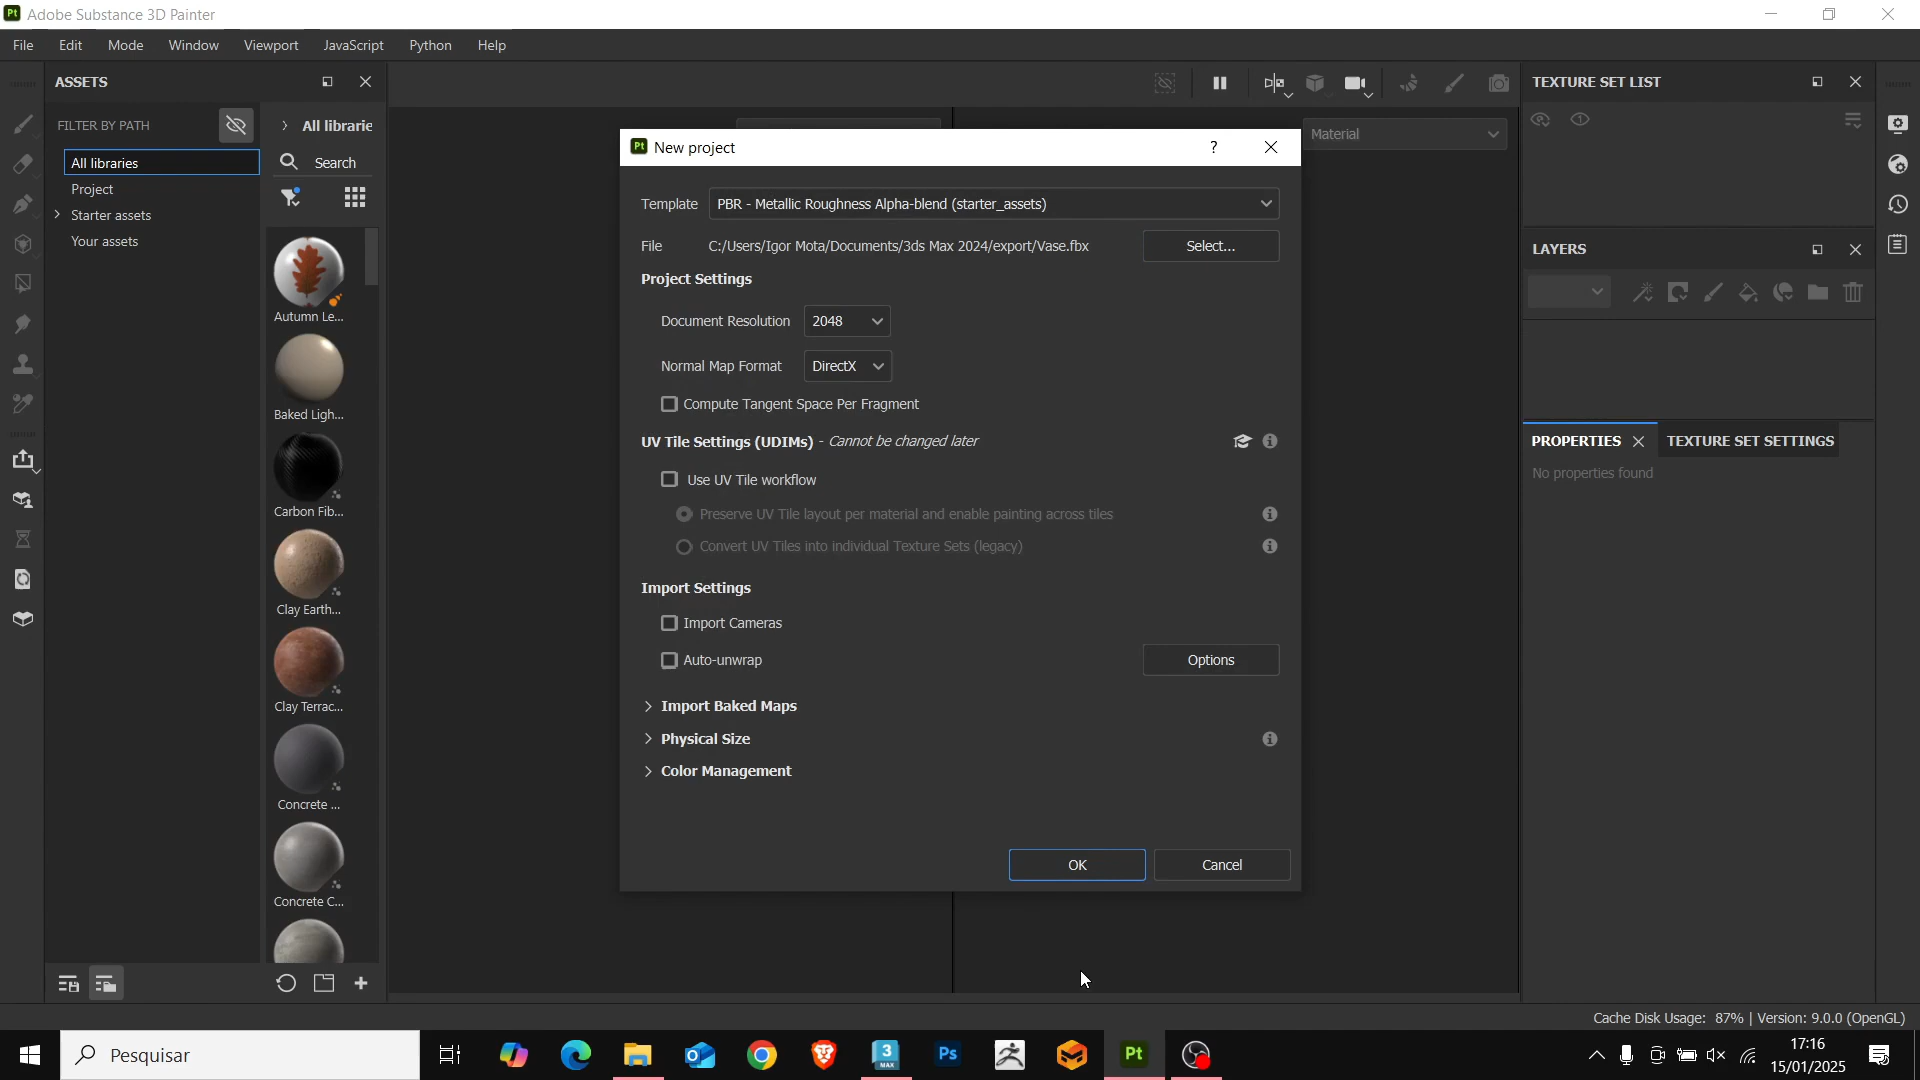 Pt Adobe Substance 3D Painter
File Edit Mode Window Viewport JavaScript Python Help
ASSETS
FILTER BY PATH
All libraries
Project
Starter assets
Your assets
All librarie
Search
Autumn Le...
Baked Ligh...
Carbon Fib...
Clay Earth...
Clay Terrac...
Concrete ...
Concrete C...
Material
Pt New project
?
Template PBR - Metallic Roughness Alpha-blend (starter_assets)
File C:/Users/Igor Mota/Documents/3ds Max 2024/export/Vase.fbx Select...
Project Settings
Document Resolution 2048
Normal Map Format DirectX
Compute Tangent Space Per Fragment
UV Tile Settings (UDIMs) - Cannot be changed later
Use UV Tile workflow
Preserve UV Tile layout per material and enable painting across tiles
Convert UV Tiles into individual Texture Sets (legacy)
Import Settings
Import Cameras
Auto-unwrap Options
Import Baked Maps
Physical Size
Color Management
OK Cancel
TEXTURE SET LIST
LAYERS
PROPERTIES TEXTURE SET SETTINGS
No properties found
Cache Disk Usage: 87% | Version: 9.0.0 (OpenGL)
Pesquisar
3 MAX
Ps
Pt
17:16
15/01/2025